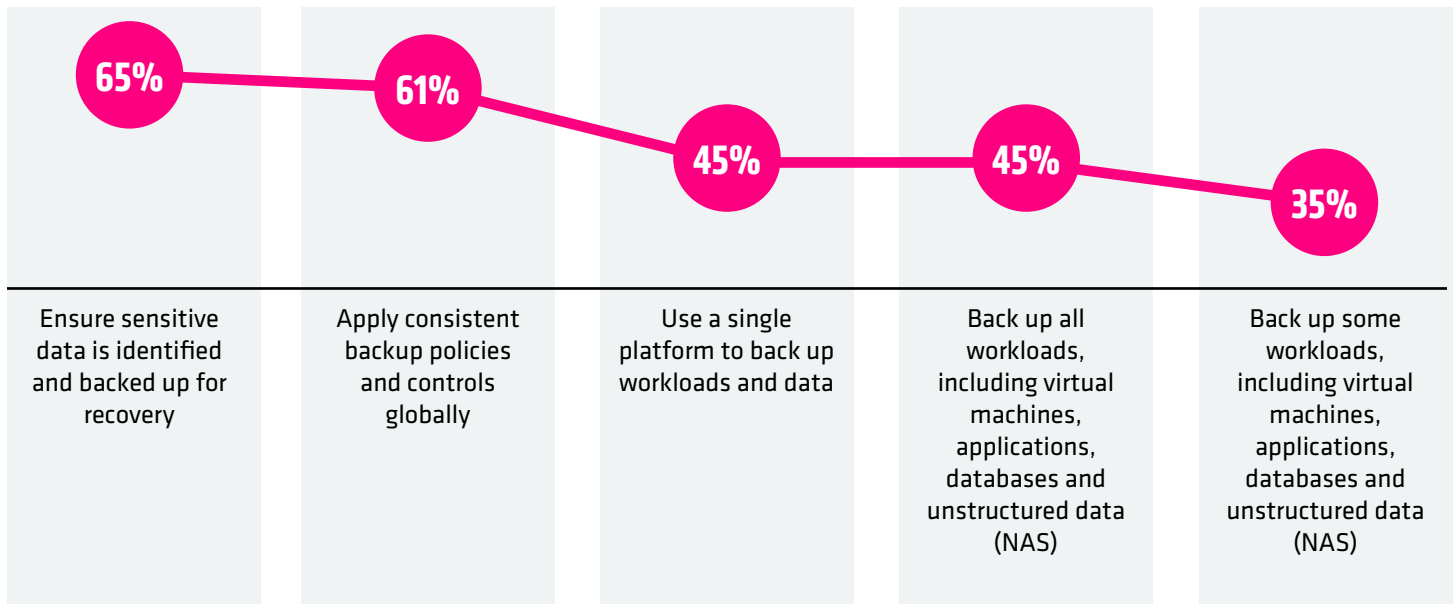 65%
61%
45%
45%
35%
Ensure sensitive
data is identified
and backed up for
recovery
Apply consistent
backup policies
and controls
globally
Use a single
platform to back up
workloads and data
Back up all
workloads,
including virtual
machines,
applications,
databases and
unstructured data
(NAS)
Back up some
workloads,
including virtual
machines,
applications,
databases and
unstructured data
(NAS)